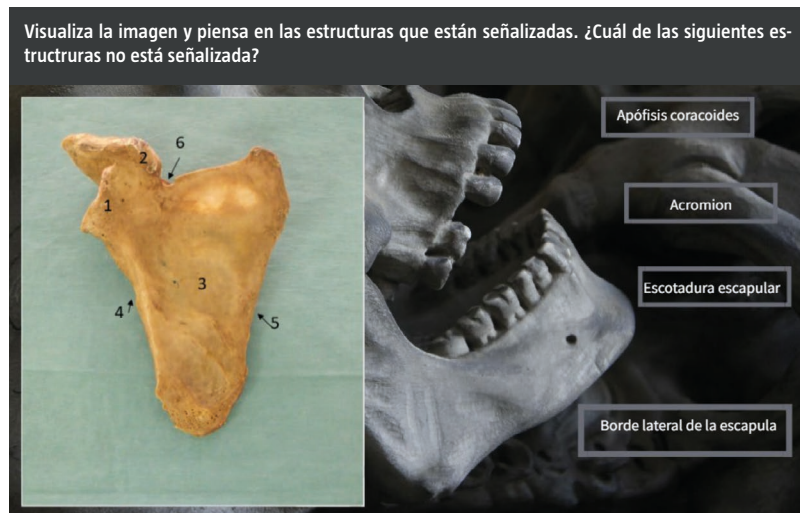 Visualiza la imagen y piensa en las estructuras que están señalizadas. ¿Cuál de las siguientes es-
tructruras no está señalizada?
6
2
1
3
4
5
Apófisis coracoides
Acromion
Escotadura escapular
Borde lateral de la escapula